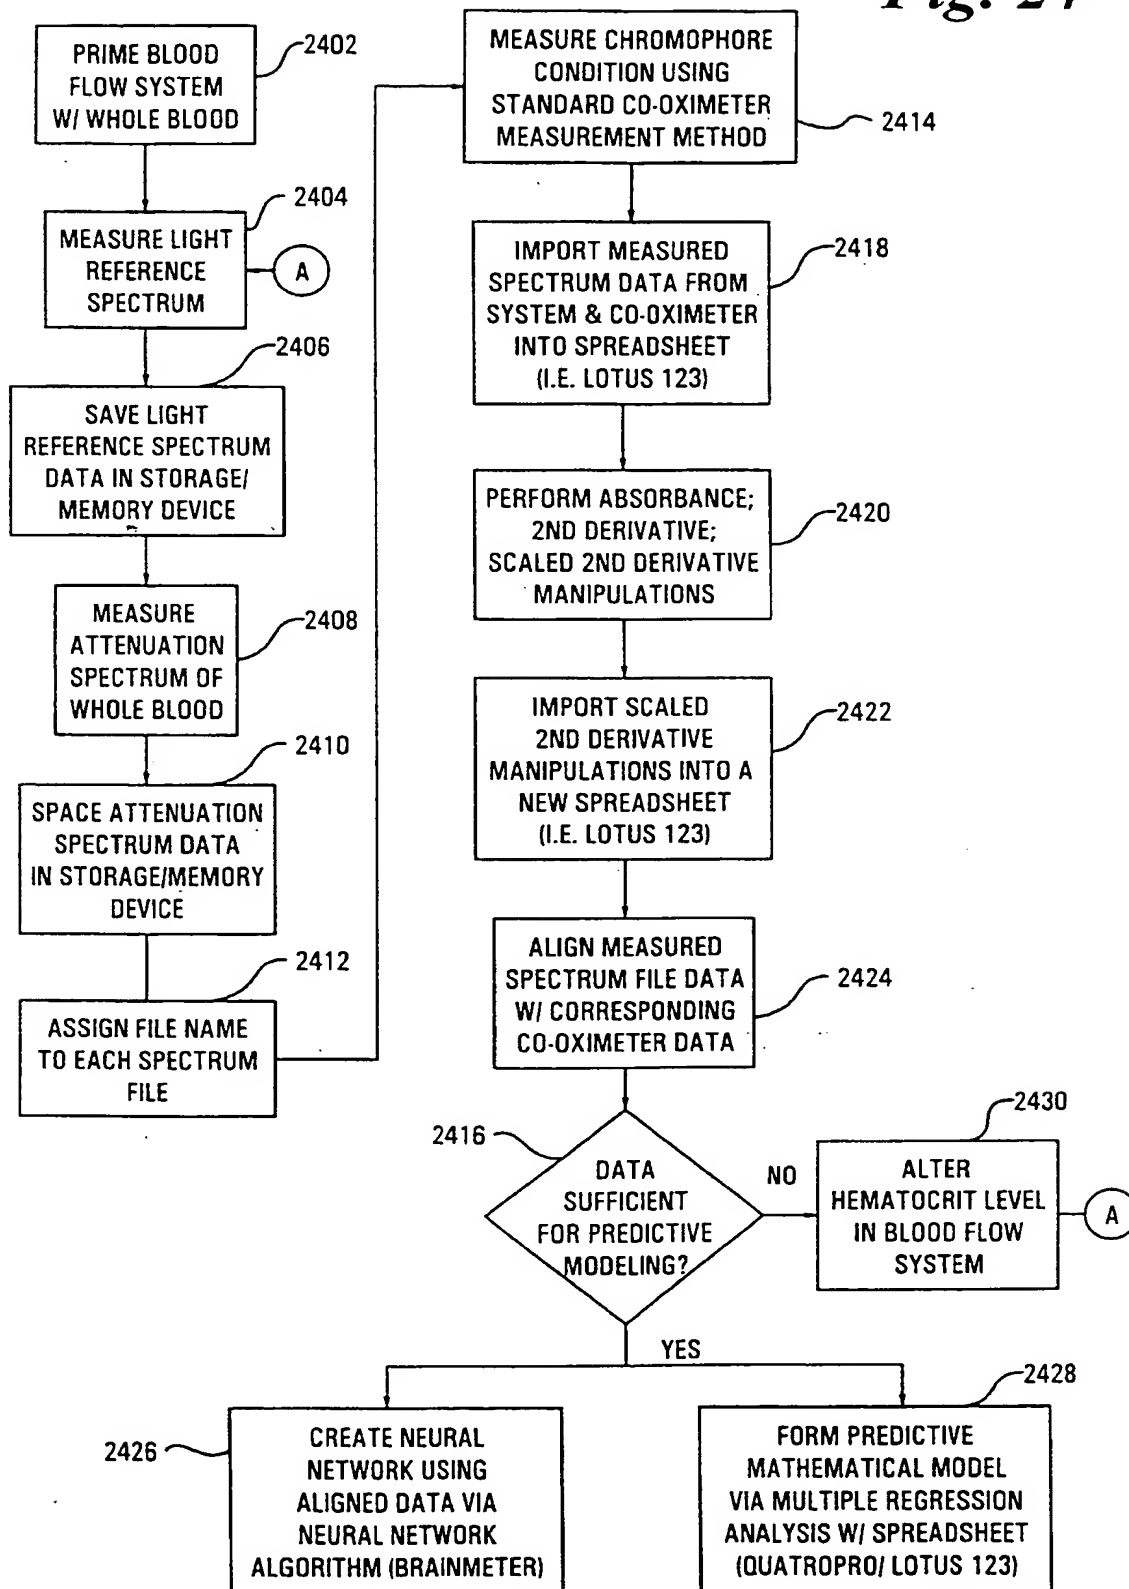 Fig. 24
PRIME BLOOD
FLOW SYSTEM
W/ WHOLE BLOOD
2402
MEASURE LIGHT
REFERENCE
SPECTRUM
2404
A
SAVE LIGHT
REFERENCE SPECTRUM
DATA IN STORAGE/
MEMORY DEVICE
2406
MEASURE
ATTENUATION
SPECTRUM OF
WHOLE BLOOD
2408
SPACE ATTENUATION
SPECTRUM DATA
IN STORAGE/MEMORY
DEVICE
2410
ASSIGN FILE NAME
TO EACH SPECTRUM
FILE
2412
MEASURE CHROMOPHORE
CONDITION USING
STANDARD CO-OXIMETER
MEASUREMENT METHOD
2414
IMPORT MEASURED
SPECTRUM DATA FROM
SYSTEM & CO-OXIMETER
INTO SPREADSHEET
(I.E. LOTUS 123)
2418
PERFORM ABSORBANCE;
2ND DERIVATIVE;
SCALED 2ND DERIVATIVE
MANIPULATIONS
2420
IMPORT SCALED
2ND DERIVATIVE
MANIPULATIONS INTO A
NEW SPREADSHEET
(I.E. LOTUS 123)
2422
ALIGN MEASURED
SPECTRUM FILE DATA
W/ CORRESPONDING
CO-OXIMETER DATA
2424
2416
DATA
SUFFICIENT
FOR PREDICTIVE
MODELING?
NO
ALTER
HEMATOCRIT LEVEL
IN BLOOD FLOW
SYSTEM
2430
A
YES
2426
CREATE NEURAL
NETWORK USING
ALIGNED DATA VIA
NEURAL NETWORK
ALGORITHM (BRAINMETER)
2428
FORM PREDICTIVE
MATHEMATICAL MODEL
VIA MULTIPLE REGRESSION
ANALYSIS W/ SPREADSHEET
(QUATROPRO/ LOTUS 123)